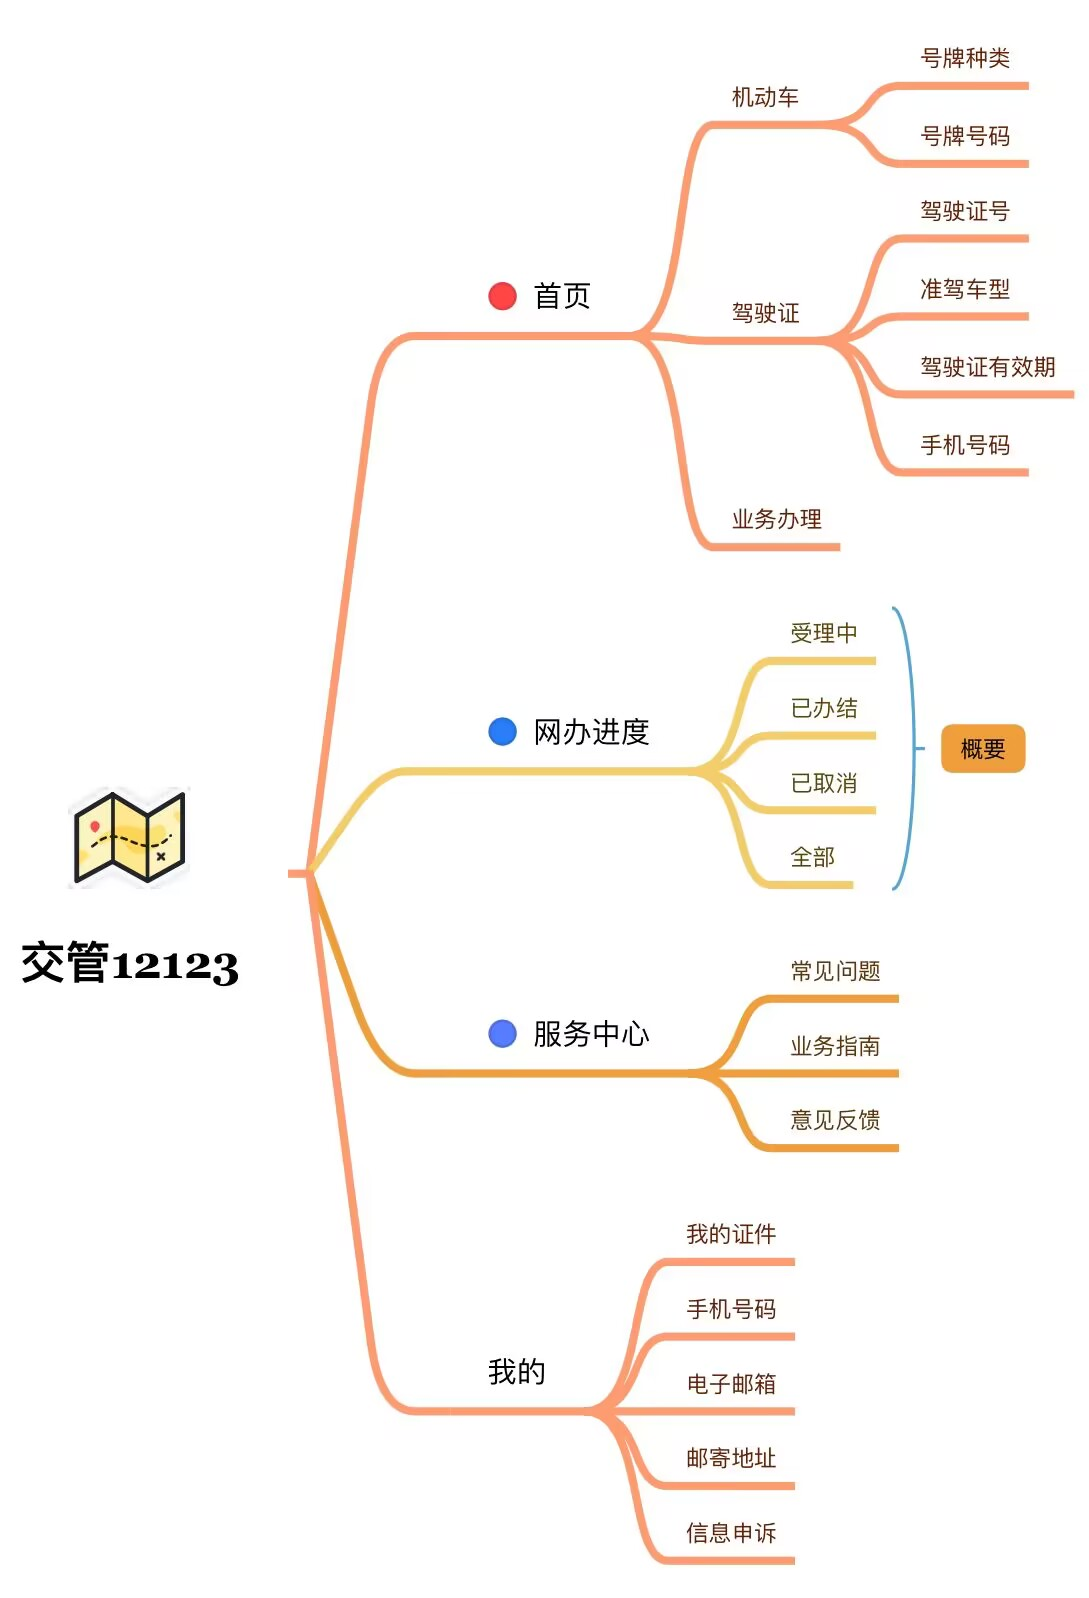 交管12123
首页
机动车
号牌种类
号牌号码
驾驶证
驾驶证号
准驾车型
驾驶证有效期
手机号码
业务办理
网办进度
受理中
已办结
已取消
全部
概要
服务中心
常见问题
业务指南
意见反馈
我的
我的证件
手机号码
电子邮箱
邮寄地址
信息申诉